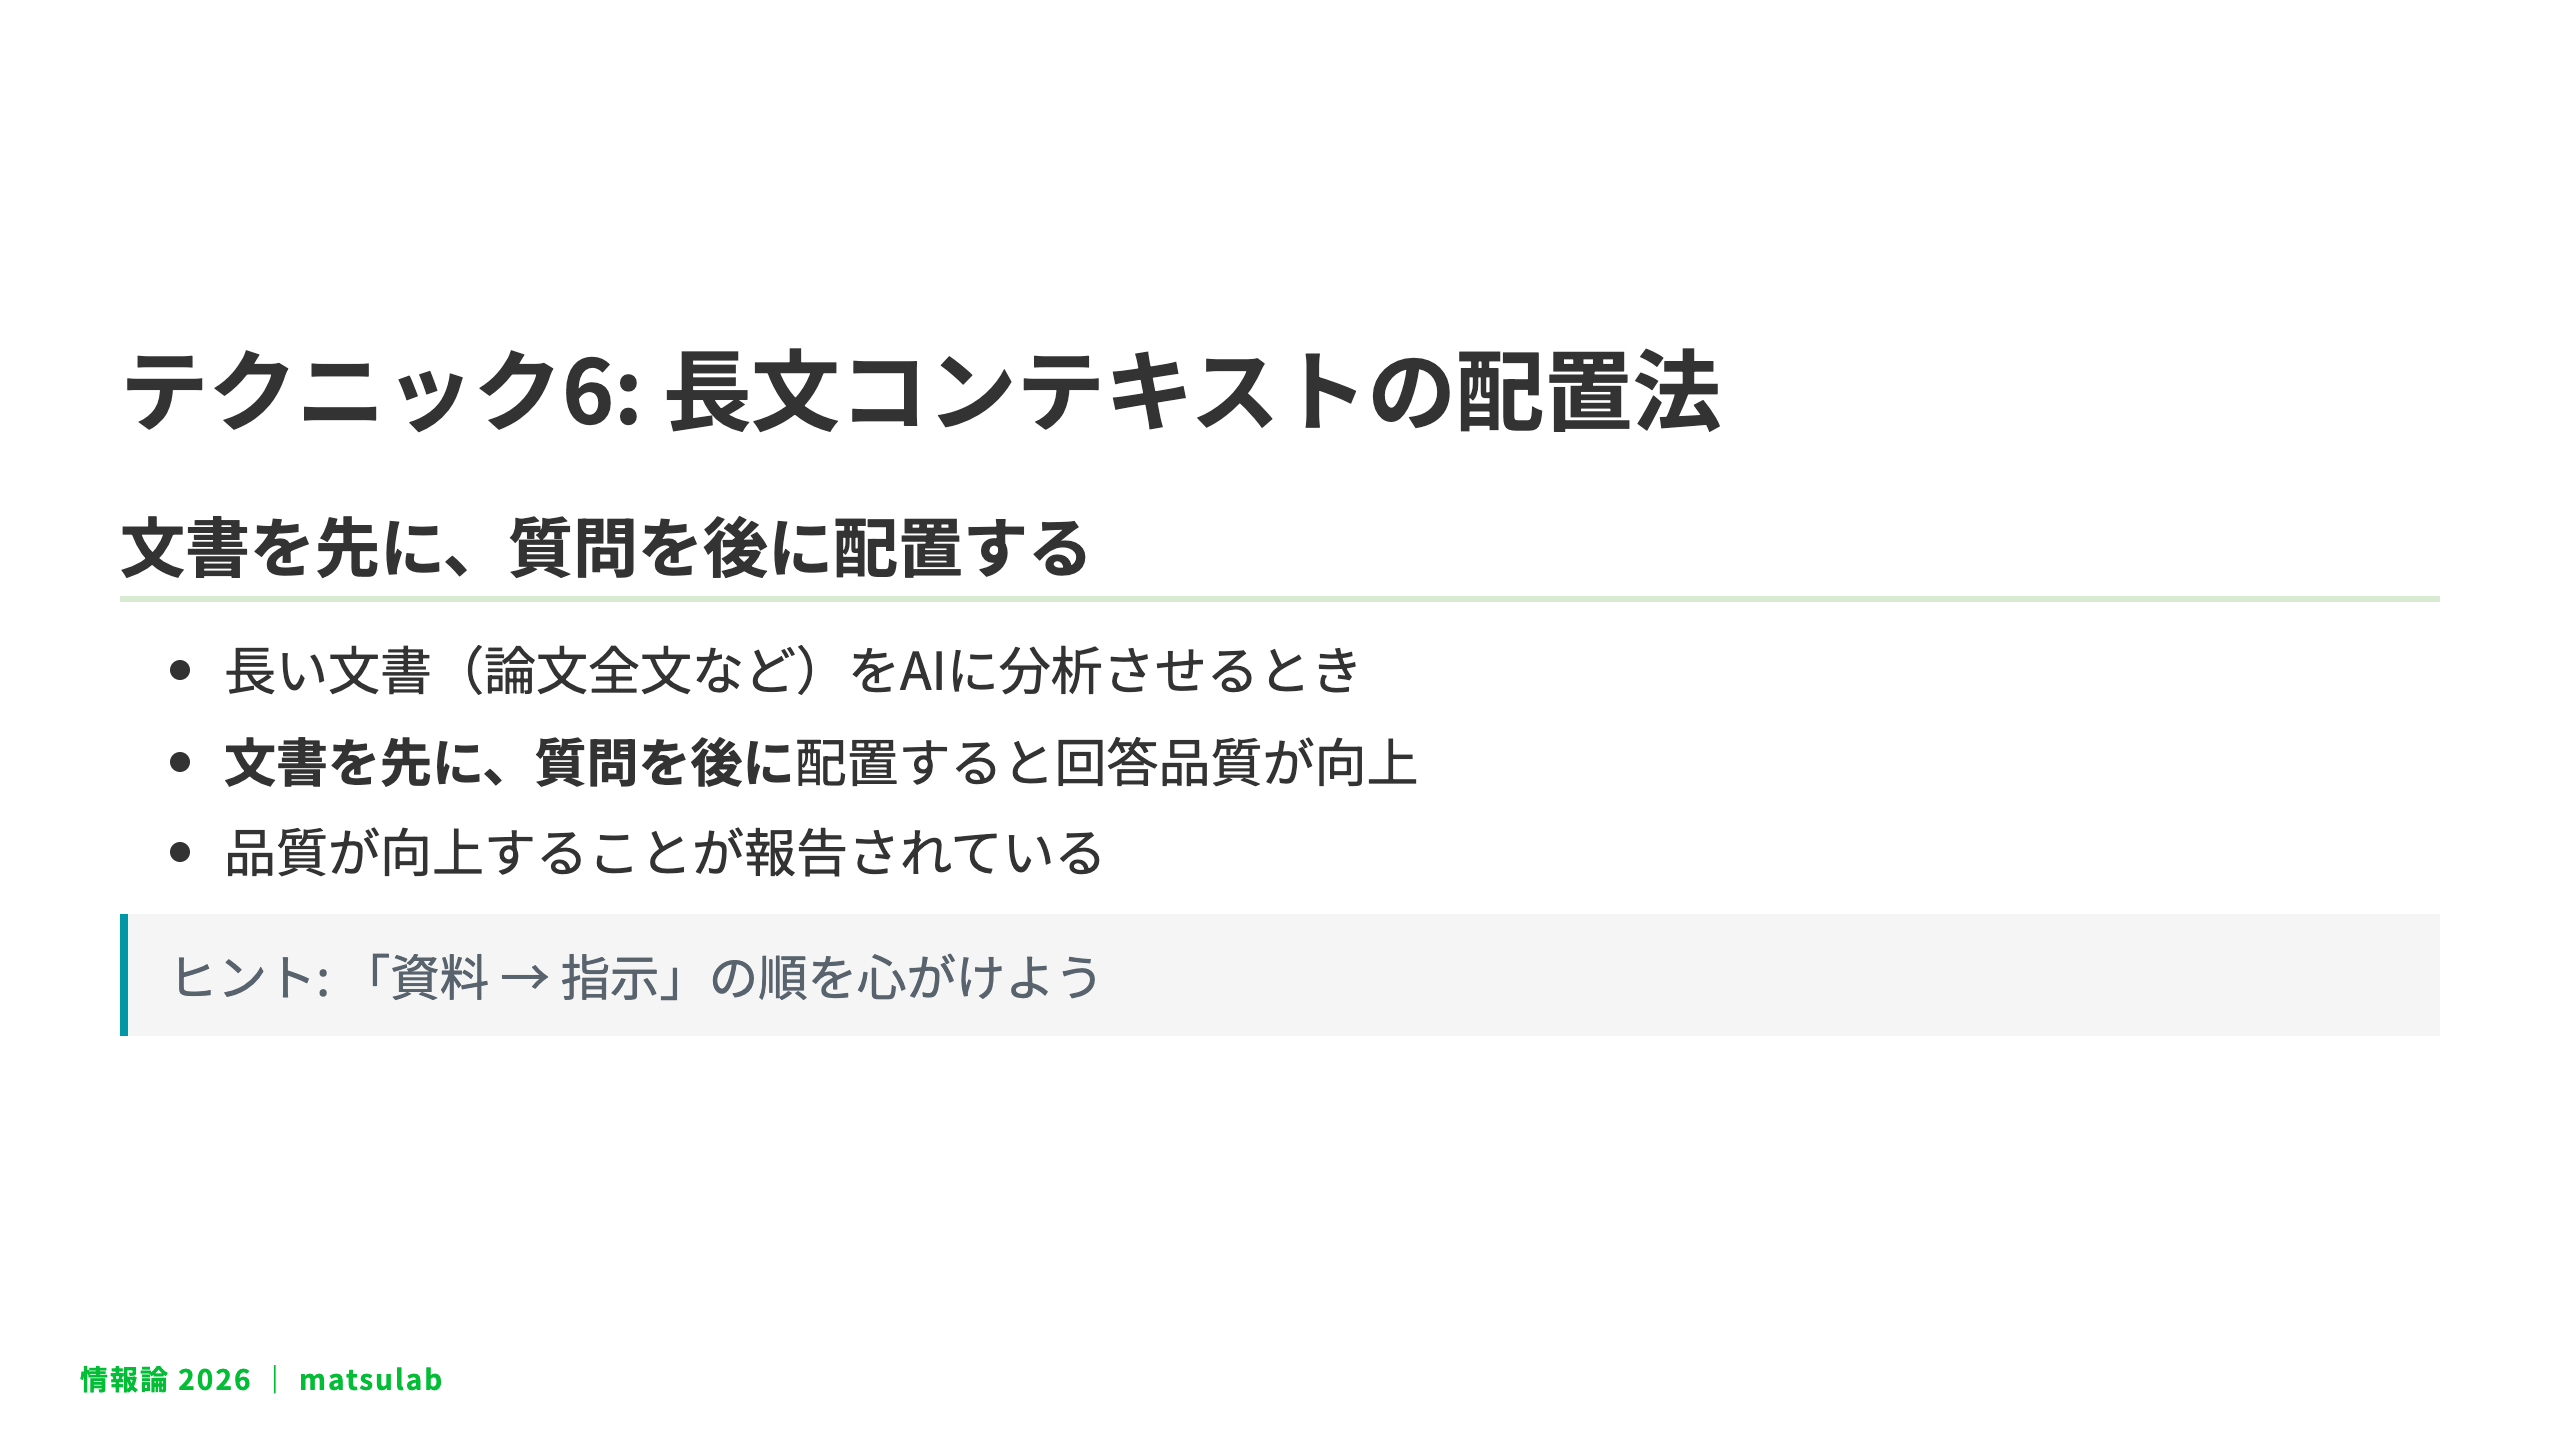 テクニック6: 長文コンテキストの配置法
文書を先に、質問を後に配置する
• 長い文書（論文全文など）をAIに分析させるとき
• 文書を先に、質問を後に配置すると回答品質が向上
• 品質が向上することが報告されている
ヒント: 「資料 → 指示」の順を心がけよう
情報論 2026 ｜ matsulab